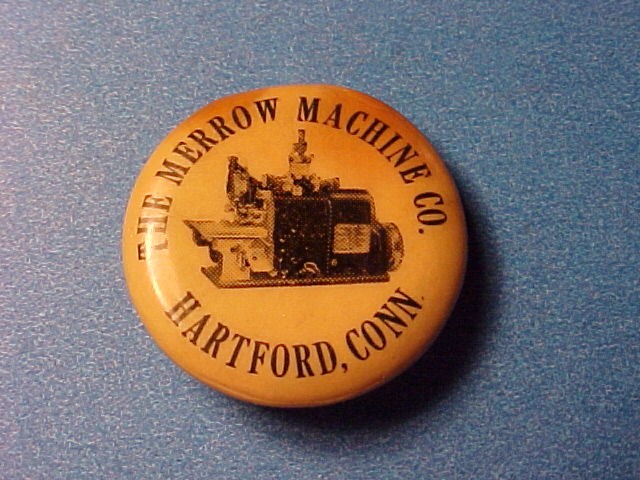 THE MERROW MACHINE CO.
HARTFORD, CONN.